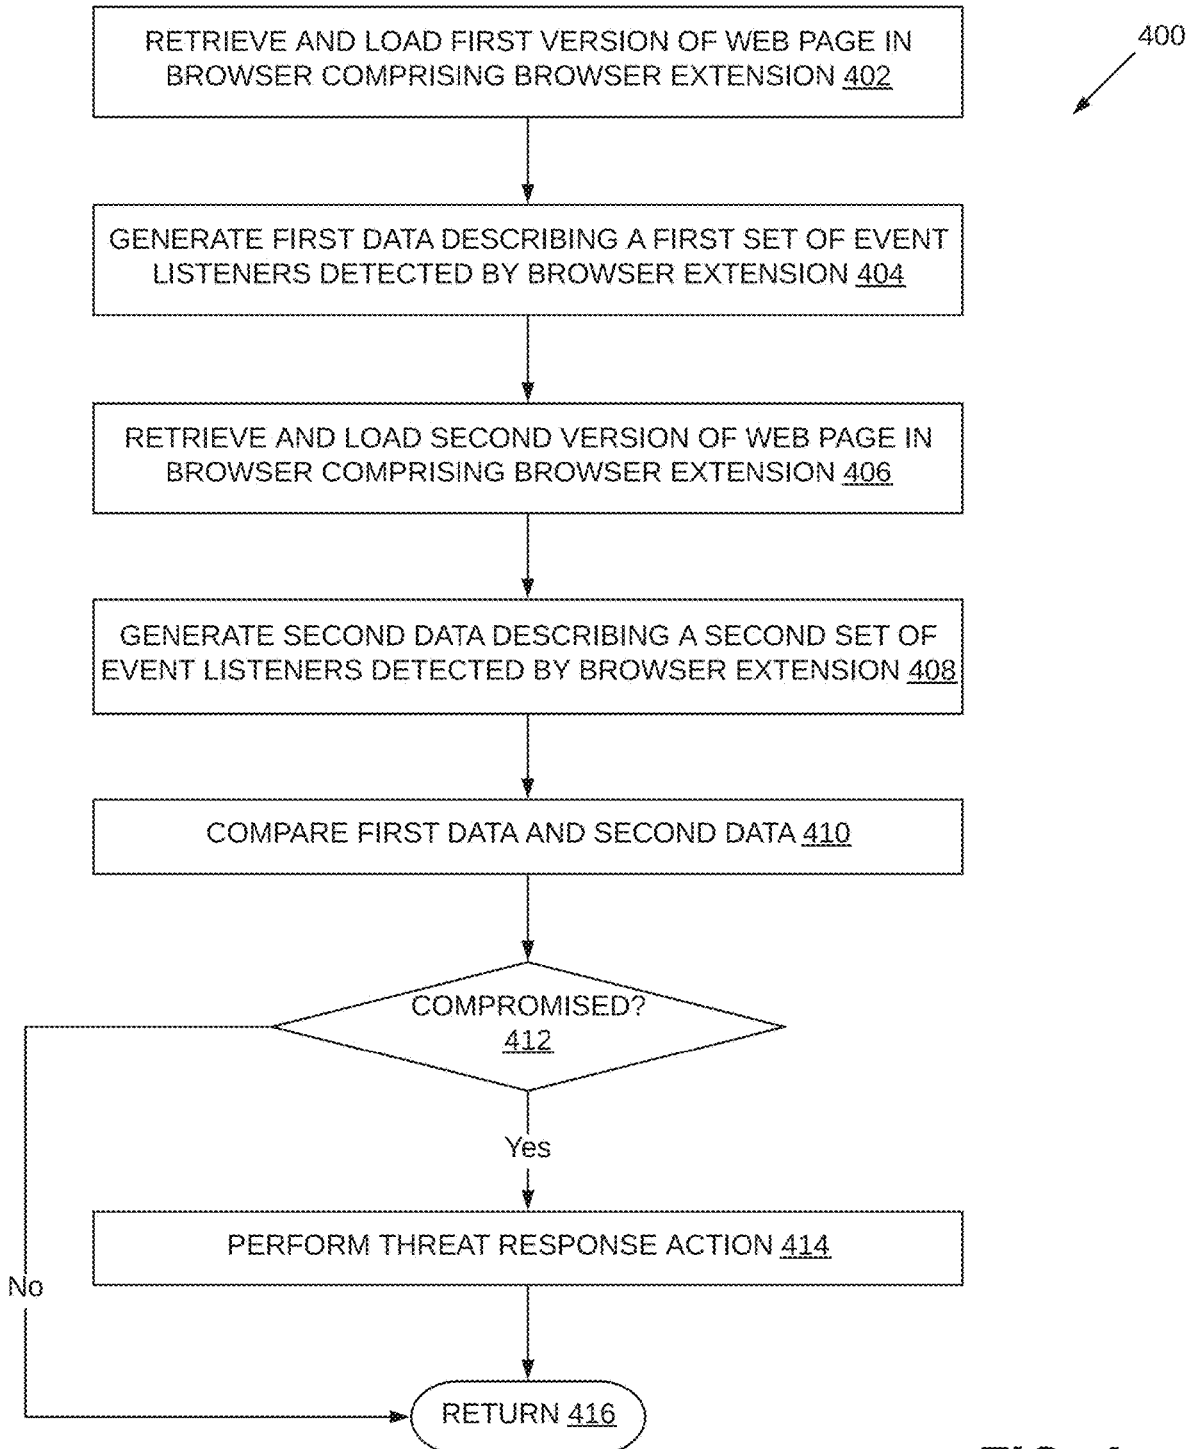 400
RETRIEVE AND LOAD FIRST VERSION OF WEB PAGE IN
BROWSER COMPRISING BROWSER EXTENSION 402
GENERATE FIRST DATA DESCRIBING A FIRST SET OF EVENT
LISTENERS DETECTED BY BROWSER EXTENSION 404
RETRIEVE AND LOAD SECOND VERSION OF WEB PAGE IN
BROWSER COMPRISING BROWSER EXTENSION 406
GENERATE SECOND DATA DESCRIBING A SECOND SET OF
EVENT LISTENERS DETECTED BY BROWSER EXTENSION 408
COMPARE FIRST DATA AND SECOND DATA 410
COMPROMISED?
412
Yes
PERFORM THREAT RESPONSE ACTION 414
No
RETURN 416